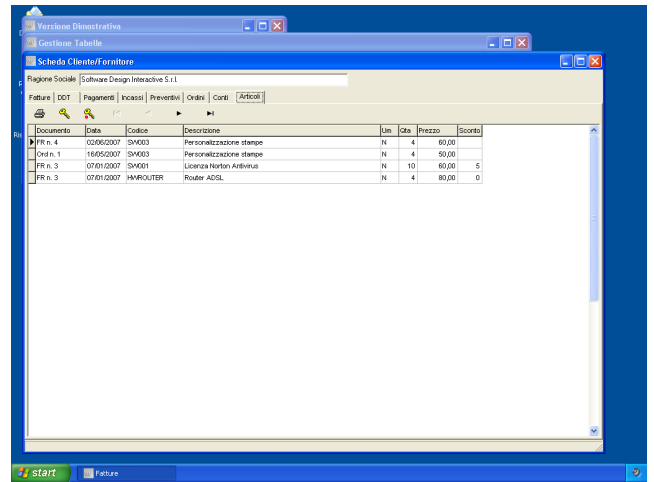 Versione Dimostrativa
Gestione Tabelle
Scheda Cliente/Fornitore
Ragione Sociale Software Design Interactive S.r.l.
Fatture DDT Pagamenti Incassi Preventivi Ordini Conti Articoli
Documento Data Codice Descrizione Um Qta Prezzo Sconto
FR n. 4 02/06/2007 SW003 Personalizzazione stampe N 4 60,00
Ord n. 1 16/05/2007 SW003 Personalizzazione stampe N 4 50,00
FR n. 3 07/01/2007 SW001 Licenza Norton Antivirus N 10 60,00 5
FR n. 3 07/01/2007 HWROUTER Router ADSL N 4 80,00 0
start Fatture